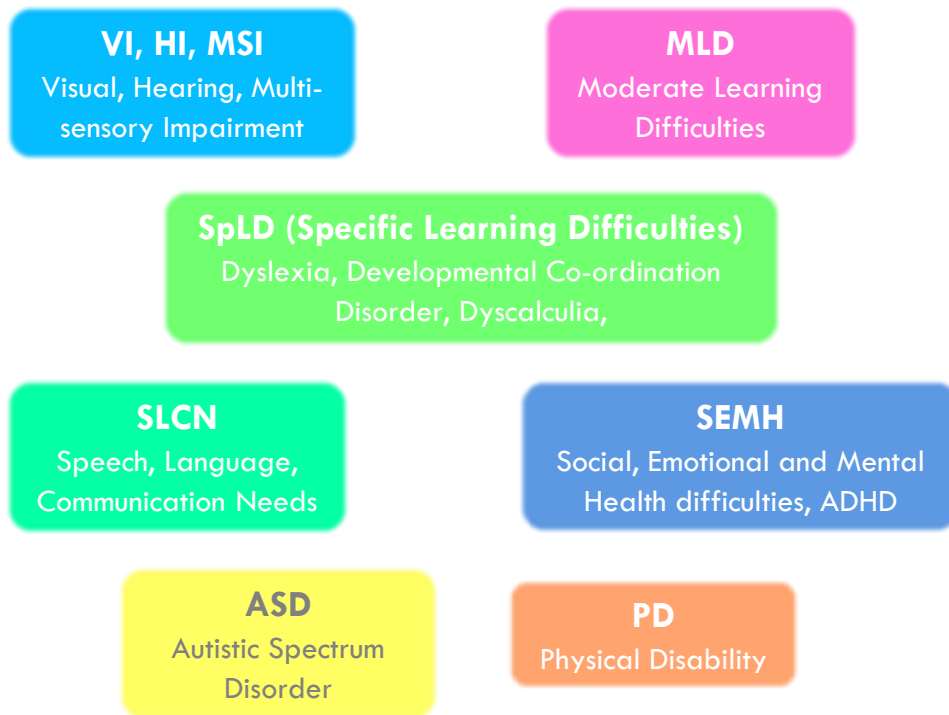 VI, HI, MSI
Visual, Hearing, Multi-
sensory Impairment
MLD
Moderate Learning
Difficulties
SpLD (Specific Learning Difficulties)
Dyslexia, Developmental Co-ordination
Disorder, Dyscalculia,
SLCN
Speech, Language,
Communication Needs
SEMH
Social, Emotional and Mental
Health difficulties, ADHD
ASD
Autistic Spectrum
Disorder
PD
Physical Disability